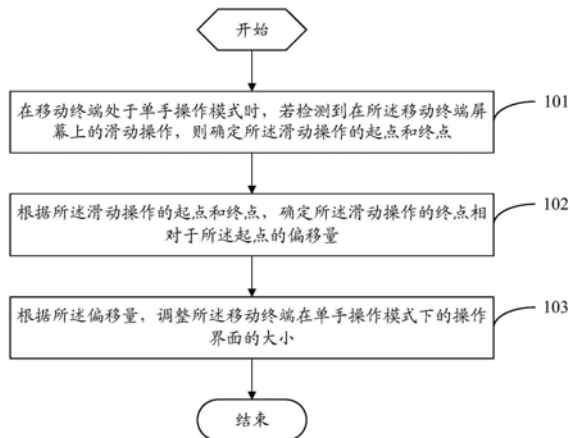 开始
在移动终端处于单手操作模式时，若检测到在所述移动终端屏
幕上的滑动操作，则确定所述滑动操作的起点和终点
101
根据所述滑动操作的起点和终点，确定所述滑动操作的终点相
对于所述起点的偏移量
102
根据所述偏移量，调整所述移动终端在单手操作模式下的操作
界面的大小
103
结束